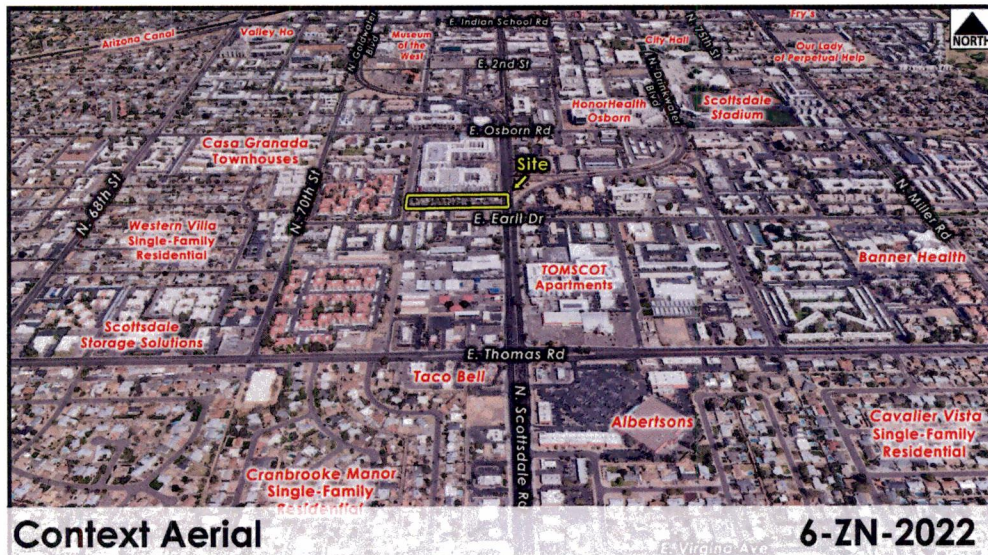 E. Indian School Rd
Fry's
Arizona Canal
Valley Ho
N. Goldwater
Blvd
Museum
of the
West
City Hall
N. 75th St
NORTH
Our Lady
of Perpetual Help
E. 2nd St
N. Drinkwater
Blvd
HonorHealth
Osborn
Scottsdale
Stadium
E. Osborn Rd
Casa Granada
Townhouses
Site
N. 68th St
N. 70th St
E. Earll Dr
N. Miller Rd
Western Villa
Single-Family
Residential
Banner Health
TOMSCOT
Apartments
Scottsdale
Storage Solutions
E. Thomas Rd
Taco Bell
N. Scottsdale Rd
Albertsons
Cavalier Vista
Single-Family
Residential
Cranbrooke Manor
Single-Family
Residential
Context Aerial
6-ZN-2022
E. Virginia Ave